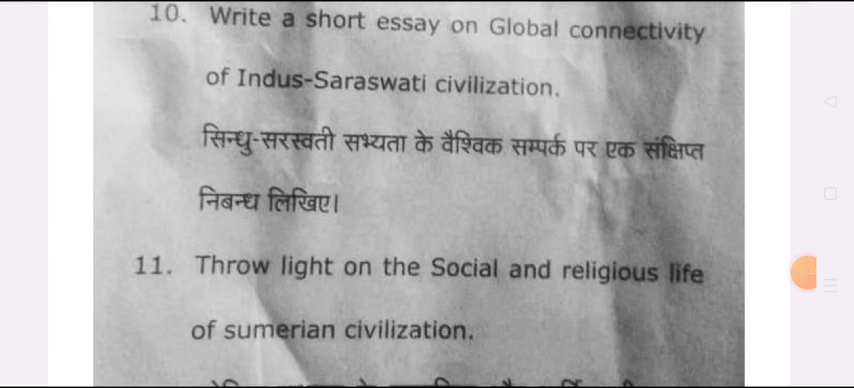 10. Write a short essay on Global connectivity
of Indus-Saraswati civilization.
सिन्धु-सरस्वती सभ्यता के वैश्विक सम्पर्क पर एक संक्षिप्त
निबन्ध लिखिए।
11. Throw light on the Social and religious life
of sumerian civilization.